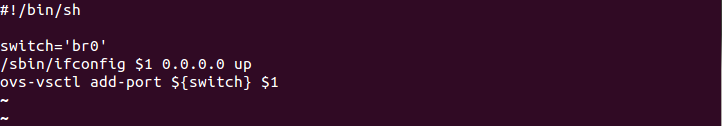 #!/bin/sh

switch='br0'
/sbin/ifconfig $1 0.0.0.0 up
ovs-vsctl add-port ${switch} $1
~
~